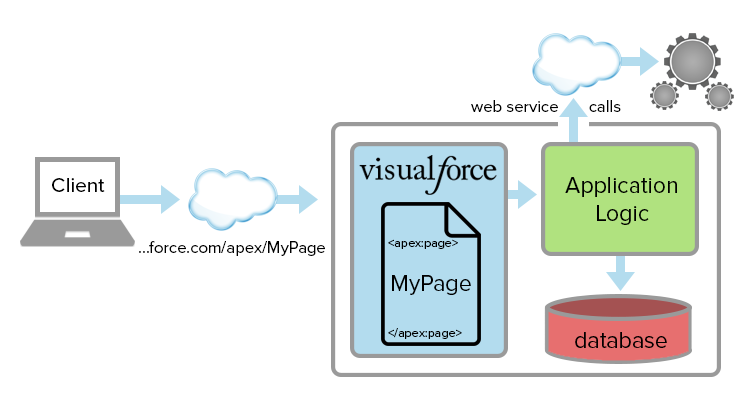 web service calls
Client
...force.com/apex/MyPage
visualforce
<apex:page>
MyPage
</apex:page>
Application
Logic
database